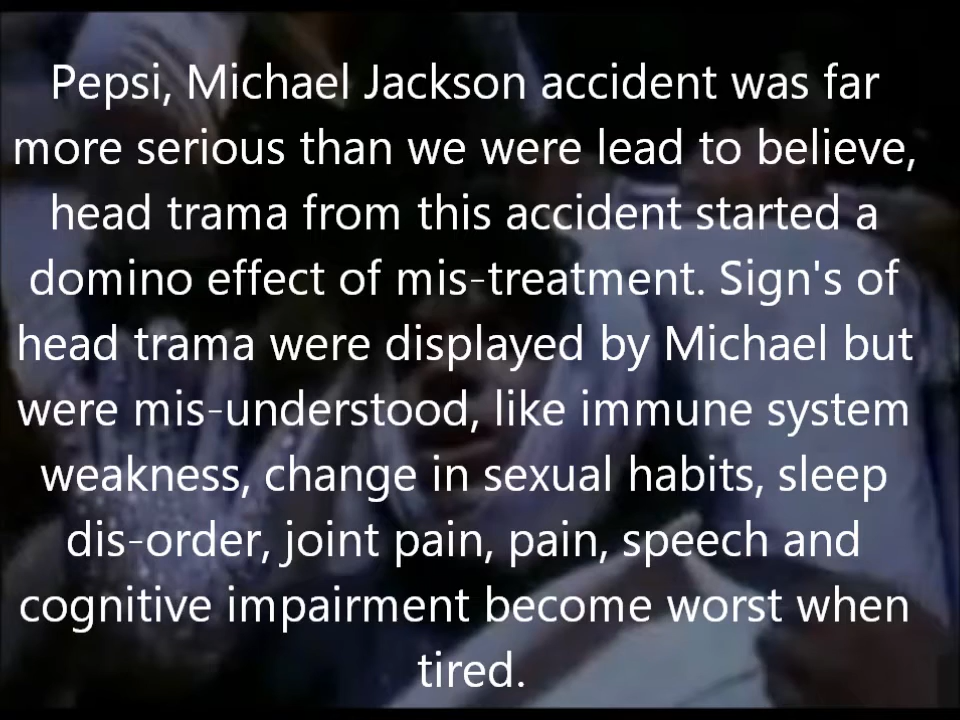 Pepsi, Michael Jackson accident was far
more serious than we were lead to believe,
head trama from this accident started a
domino effect of mis-treatment. Sign's of
head trama were displayed by Michael but
were mis-understood, like immune system
weakness, change in sexual habits, sleep
dis-order, joint pain, pain, speech and
cognitive impairment become worst when
tired.